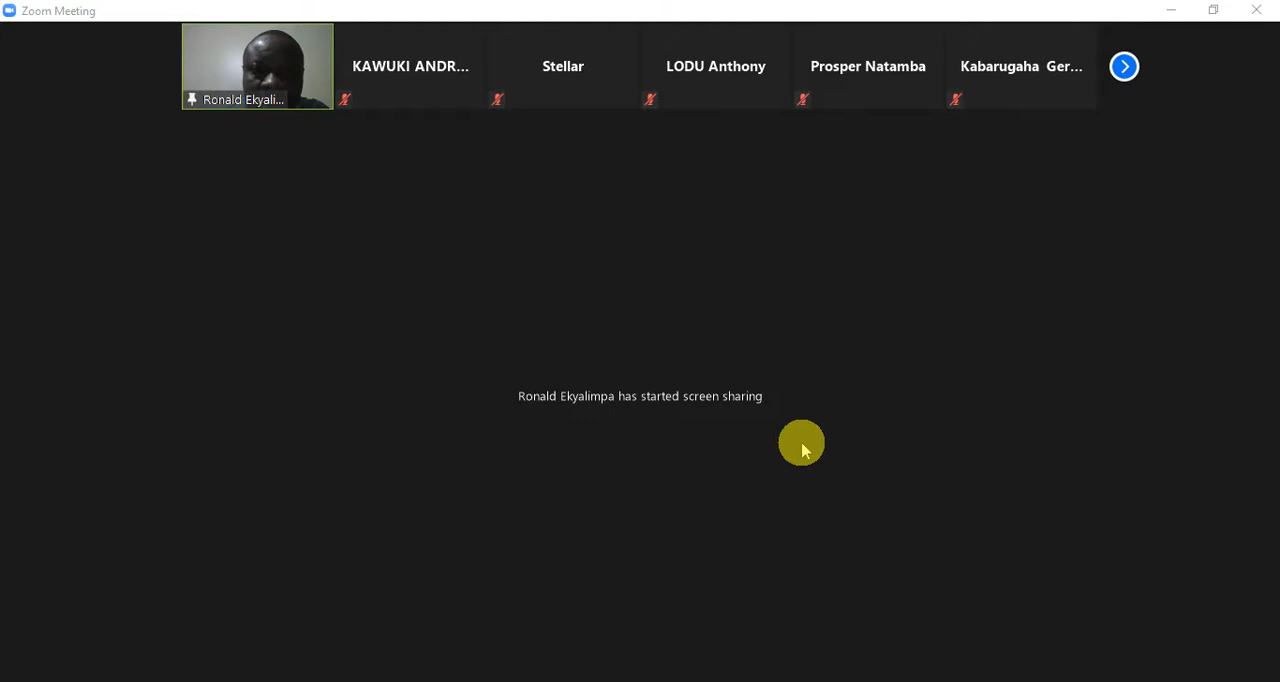 Zoom Meeting
Ronald Ekyali...
KAWUKI ANDR...
Stellar
LODU Anthony
Prosper Natamba
Kabarugaha Ger...
Ronald Ekyalimpa has started screen sharing